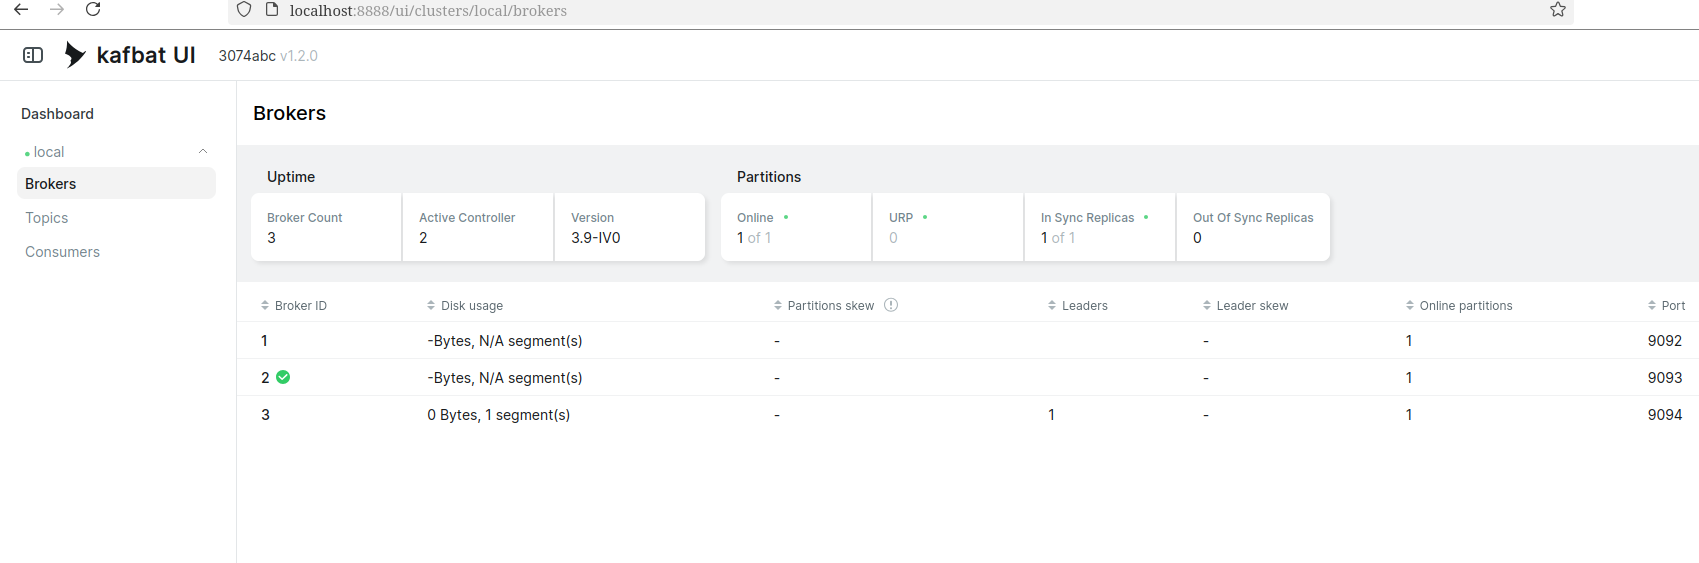 localhost:8888/ui/clusters/local/brokers
kafbat UI 3074abc v1.2.0
Dashboard
local
Brokers
Topics
Consumers
Brokers
Uptime
Broker Count Active Controller Version
3 2 3.9-IV0
Partitions
Online URP In Sync Replicas Out Of Sync Replicas
1 of 1 0 1 of 1 0
Broker ID Disk usage Partitions skew Leaders Leader skew Online partitions Port
1 -Bytes, N/A segment(s) - - 1 9092
2 -Bytes, N/A segment(s) - - 1 9093
3 0 Bytes, 1 segment(s) - 1 - 1 9094